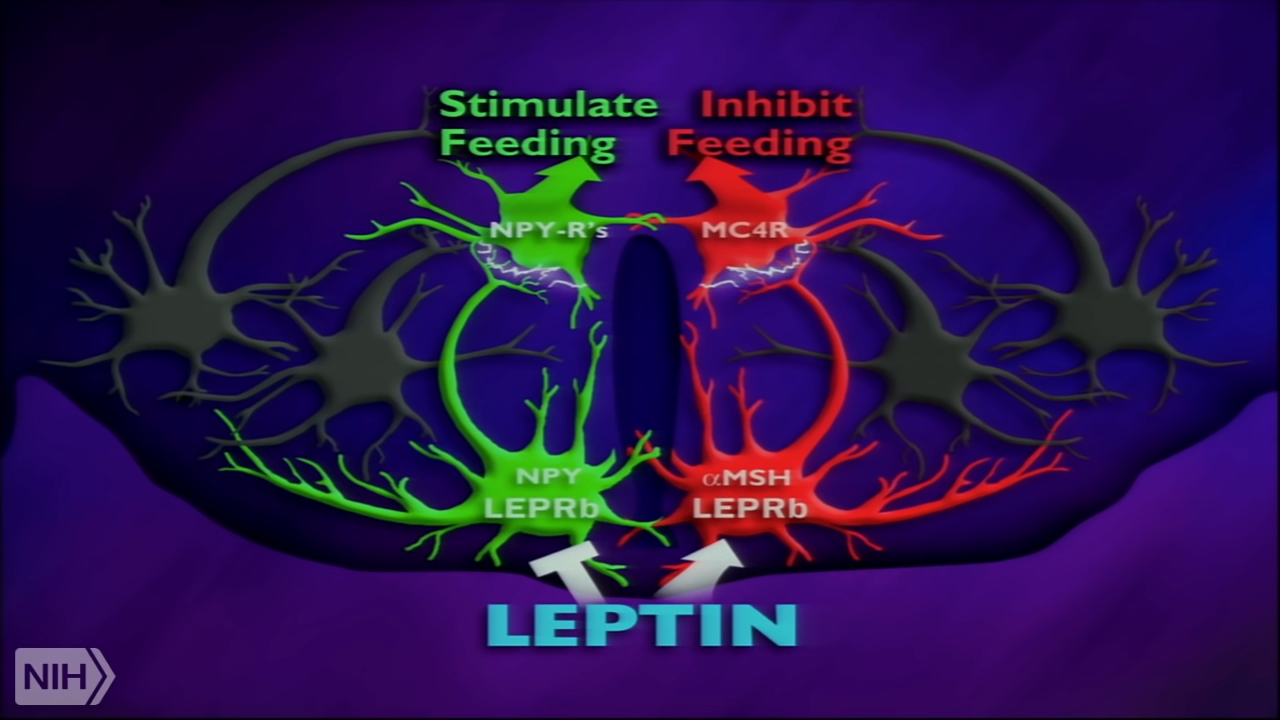 Stimulate Inhibit
Feeding Feeding
NPY-R's MC4R
NPY αMSH
LEPRb LEPRb
LEPTIN
NIH